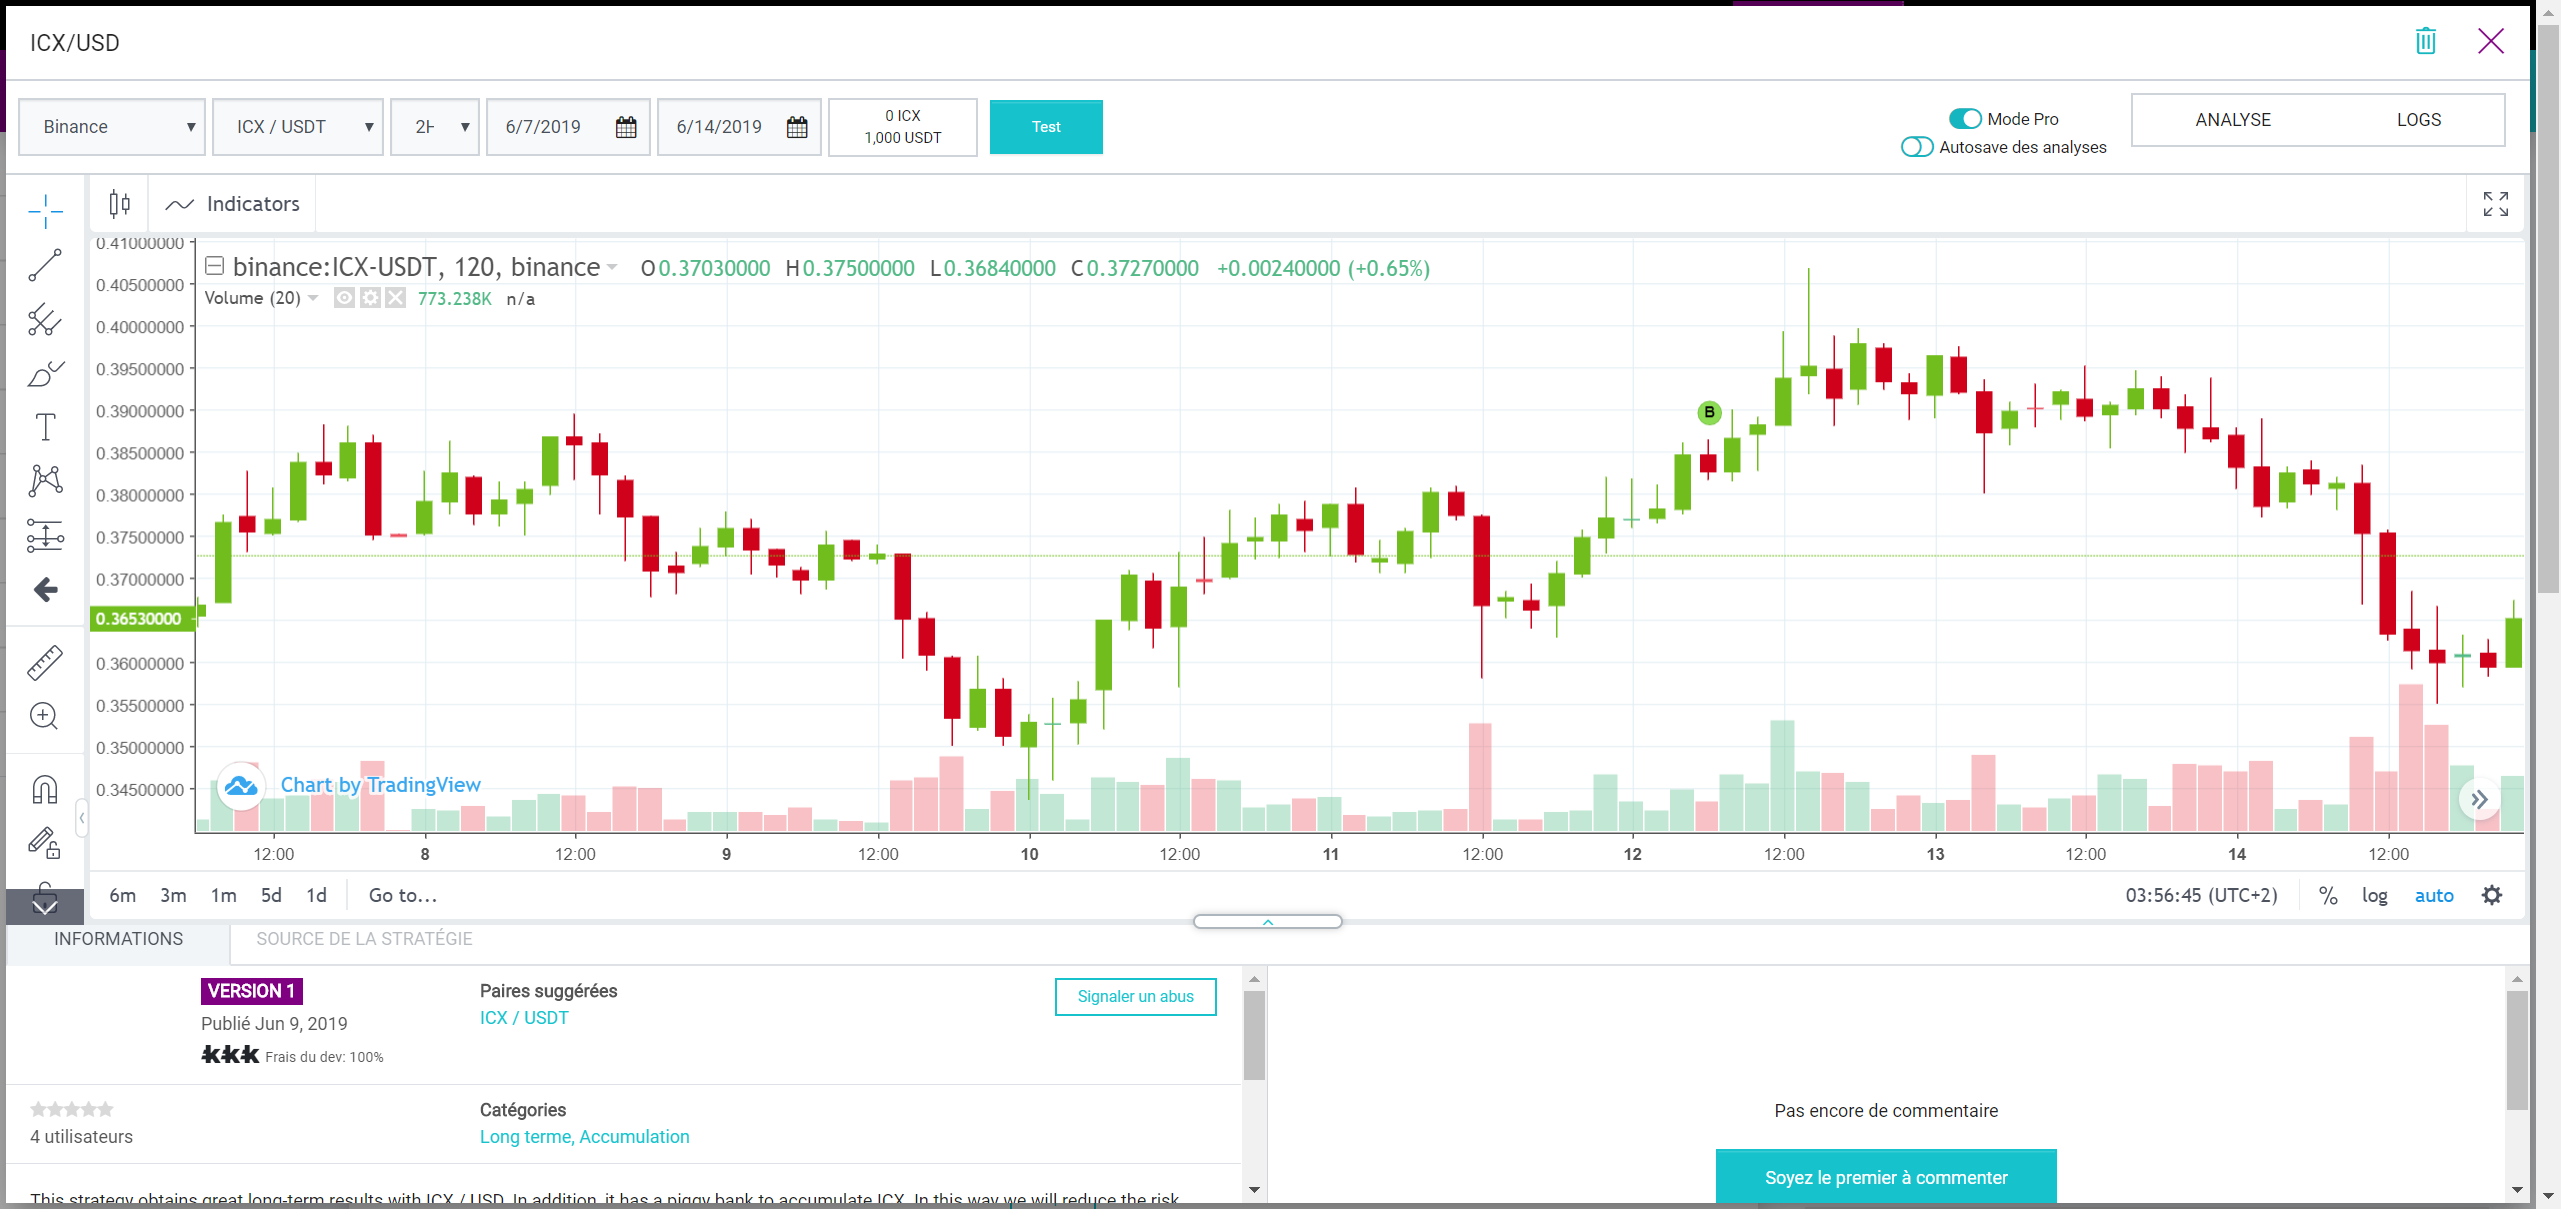 ICX/USD
Binance
ICX / USDT
2H
6/7/2019
6/14/2019
0 ICX
1,000 USDT
Test
Mode Pro
Autosave des analyses
ANALYSE
LOGS
Indicators
binance:ICX-USDT, 120, binance O0.37030000 H0.37500000 L0.36840000 C0.37270000 +0.00240000 (+0.65%)
Volume (20) 773.238K n/a
0.41000000
0.40500000
0.40000000
0.39500000
0.39000000
0.38500000
0.38000000
0.37500000
0.37000000
0.36530000
0.36000000
0.35500000
0.35000000
0.34500000
B
Chart by TradingView
12:00 8 12:00 9 12:00 10 12:00 11 12:00 12 12:00 13 12:00 14 12:00
6m 3m 1m 5d 1d Go to... 03:56:45 (UTC+2) % log auto
INFORMATIONS
SOURCE DE LA STRATÉGIE
VERSION 1
Publié Jun 9, 2019
Frais du dev: 100%
Paires suggérées
ICX / USDT
Signaler un abus
4 utilisateurs
Catégories
Long terme, Accumulation
This strategy obtains great long-term results with ICX / USD. In addition, it has a piggy bank to accumulate ICX. In this way we will reduce the risk
Pas encore de commentaire
Soyez le premier à commenter